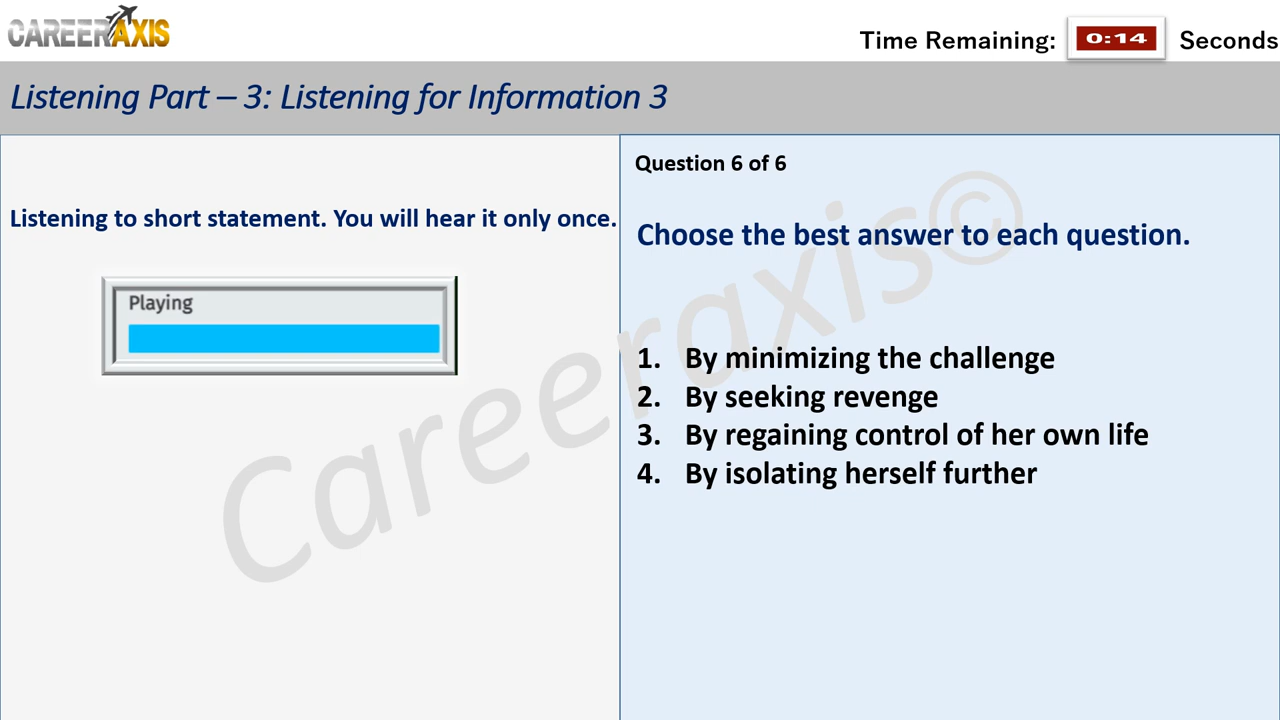 CAREERAXIS
Time Remaining: 0:14 Seconds
Listening Part – 3: Listening for Information 3
Listening to short statement. You will hear it only once.
Playing
Question 6 of 6
Choose the best answer to each question.
1. By minimizing the challenge
2. By seeking revenge
3. By regaining control of her own life
4. By isolating herself further
Careeraxis©